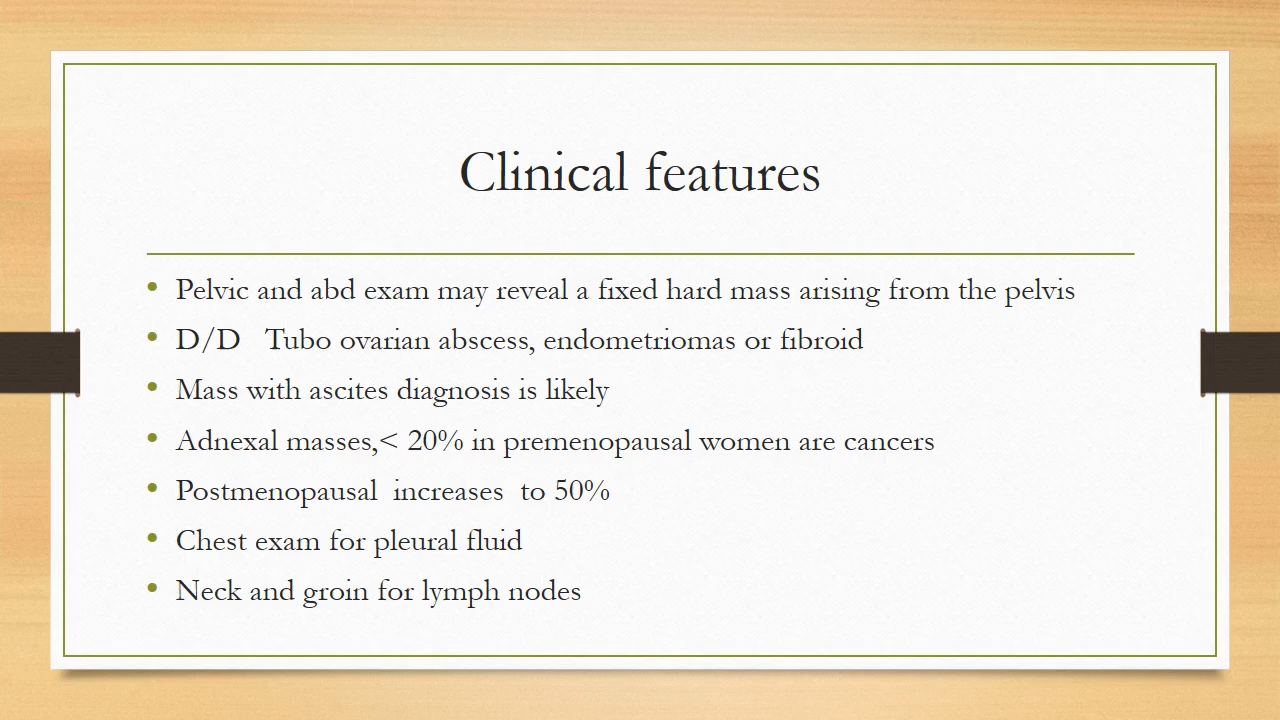 Clinical features
• Pelvic and abd exam may reveal a fixed hard mass arising from the pelvis
• D/D   Tubo ovarian abscess, endometriomas or fibroid
• Mass with ascites diagnosis is likely
• Adnexal masses,< 20% in premenopausal women are cancers
• Postmenopausal  increases  to 50%
• Chest exam for pleural fluid
• Neck and groin for lymph nodes